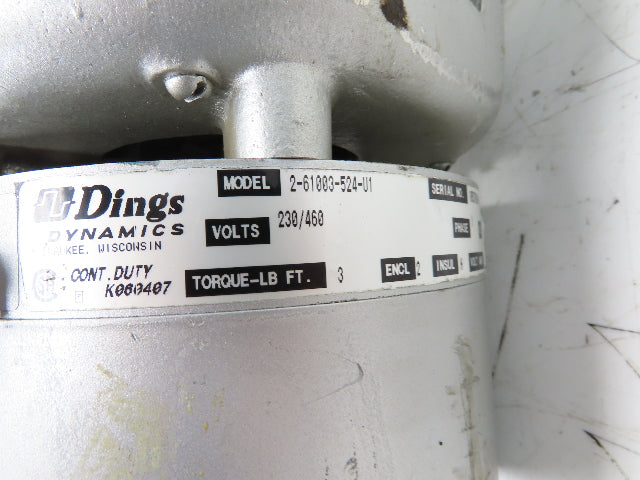 MODEL 2-61003-524-U1 SERIAL NO.
Dings
DYNAMICS VOLTS 230/460 PHASE
KEE, WISCONSIN
CONT. DUTY TORQUE-LB FT. 3 ENCL 2 INSUL
K060407